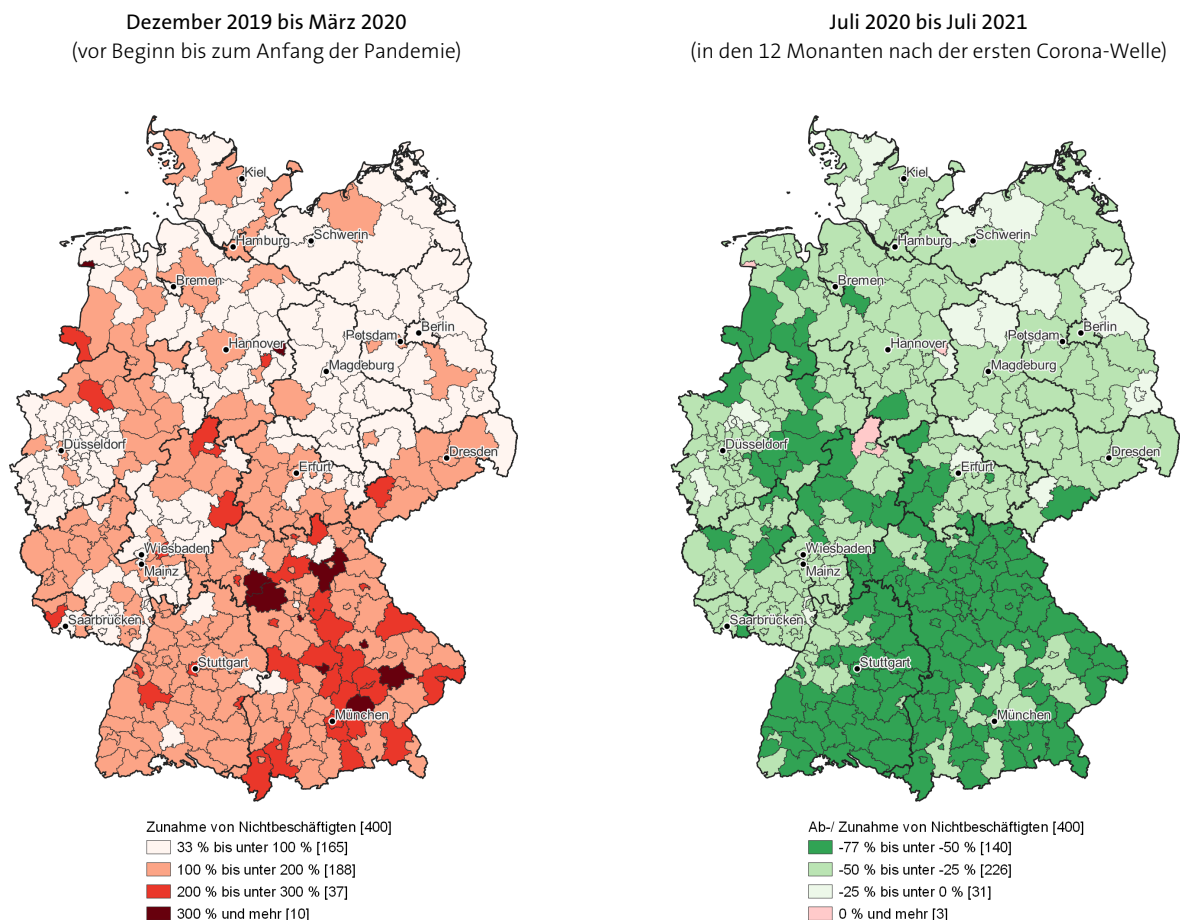 Dezember 2019 bis März 2020
(vor Beginn bis zum Anfang der Pandemie)
Kiel
Hamburg
Schwerin
Bremen
Berlin
Potsdam
Hannover
Magdeburg
Düsseldorf
Dresden
Erfurt
Wiesbaden
Mainz
Saarbrücken
Stuttgart
München
Zunahme von Nichtbeschäftigten [400]
33 % bis unter 100 % [165]
100 % bis unter 200 % [188]
200 % bis unter 300 % [37]
300 % und mehr [10]
Juli 2020 bis Juli 2021
(in den 12 Monanten nach der ersten Corona-Welle)
Kiel
Hamburg
Schwerin
Bremen
Berlin
Potsdam
Hannover
Magdeburg
Düsseldorf
Dresden
Erfurt
Wiesbaden
Mainz
Saarbrücken
Stuttgart
München
Ab-/ Zunahme von Nichtbeschäftigten [400]
-77 % bis unter -50 % [140]
-50 % bis unter -25 % [226]
-25 % bis unter 0 % [31]
0 % und mehr [3]